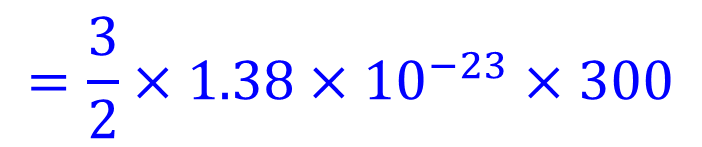 = 3/2 × 1.38 × 10⁻²³ × 300